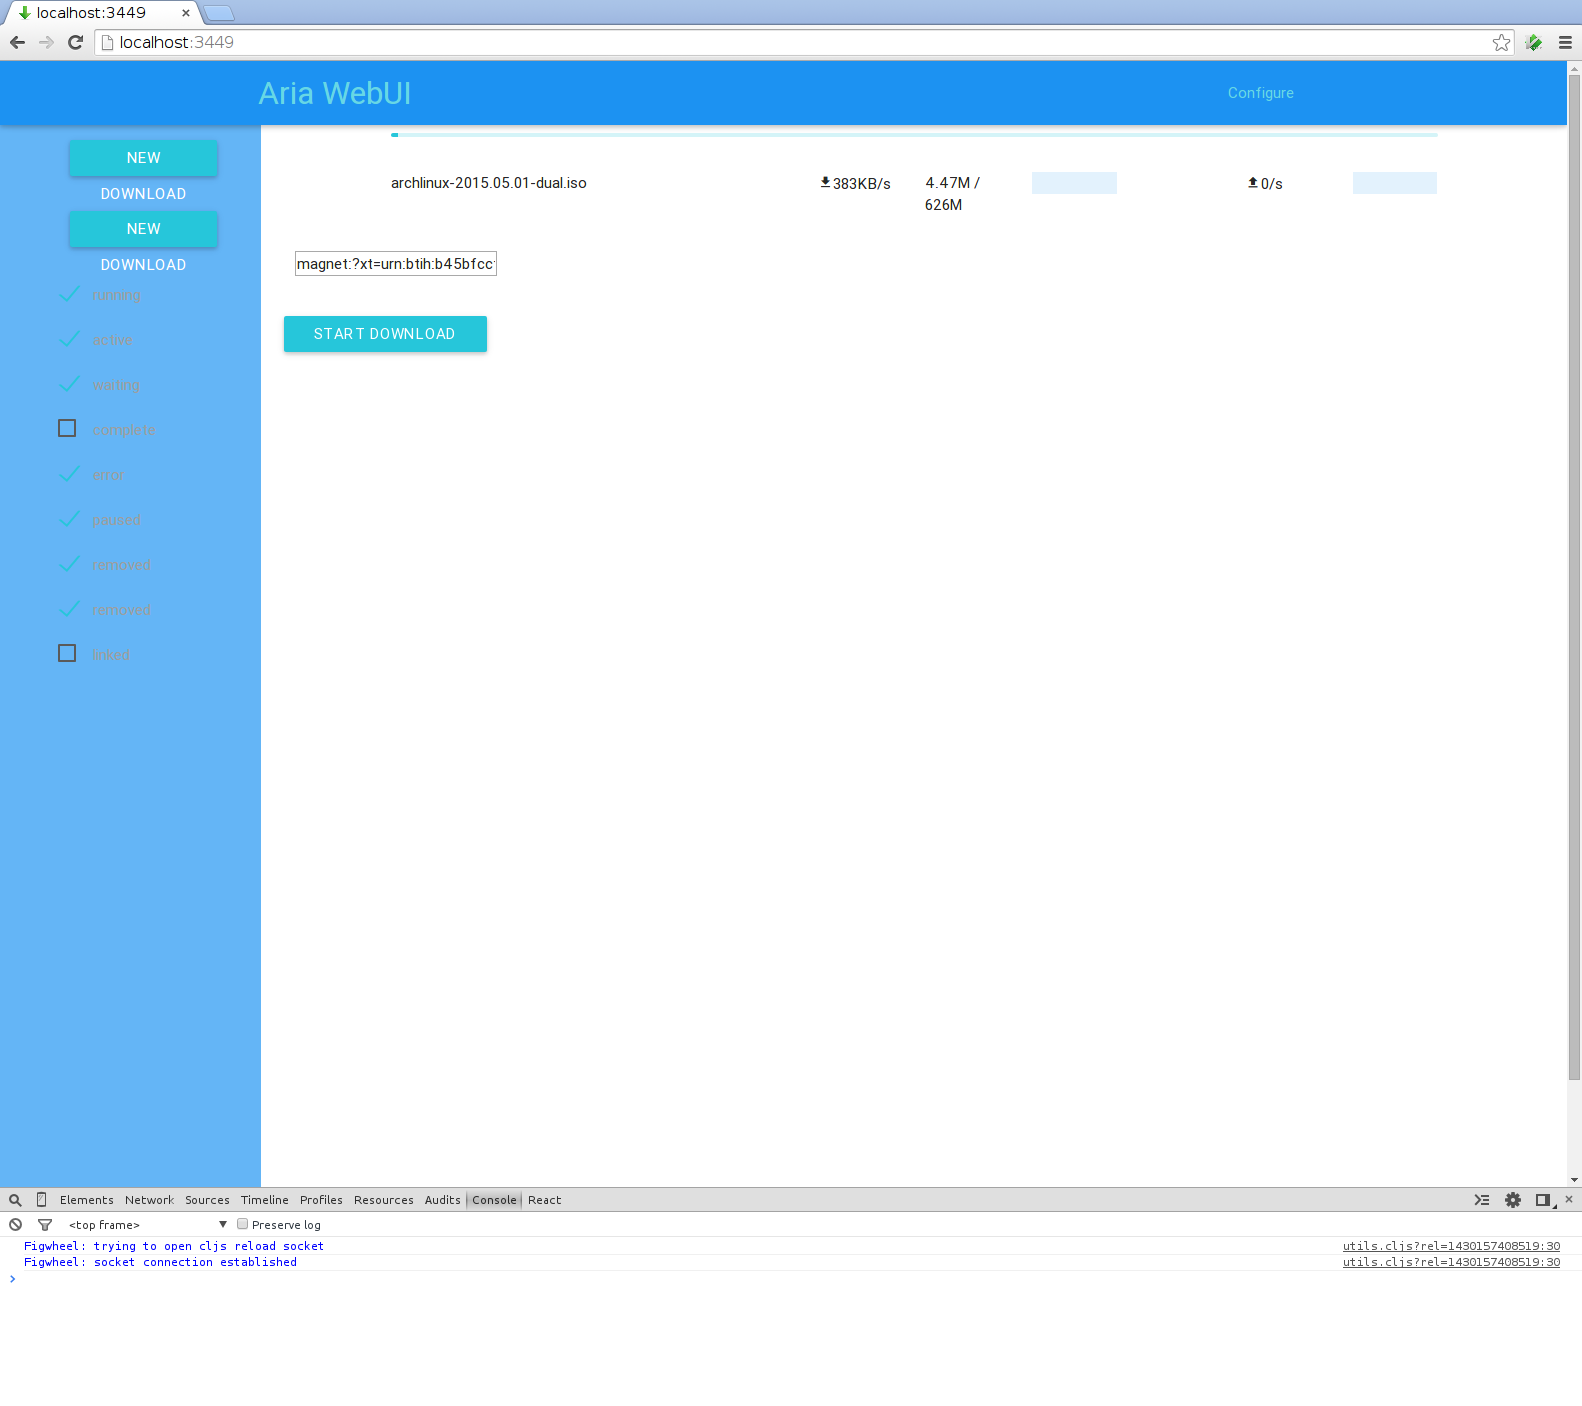 localhost:3449
localhost:3449
Aria WebUI
Configure
NEW
DOWNLOAD
NEW
DOWNLOAD
running
active
waiting
complete
error
paused
removed
removed
linked
archlinux-2015.05.01-dual.iso
383KB/s
4.47M /
626M
0/s
magnet:?xt=urn:btih:b45bfcc
START DOWNLOAD
Elements Network Sources Timeline Profiles Resources Audits Console React
<top frame> Preserve log
Figwheel: trying to open cljs reload socket utils.cljs?rel=1430157408519:30
Figwheel: socket connection established utils.cljs?rel=1430157408519:30